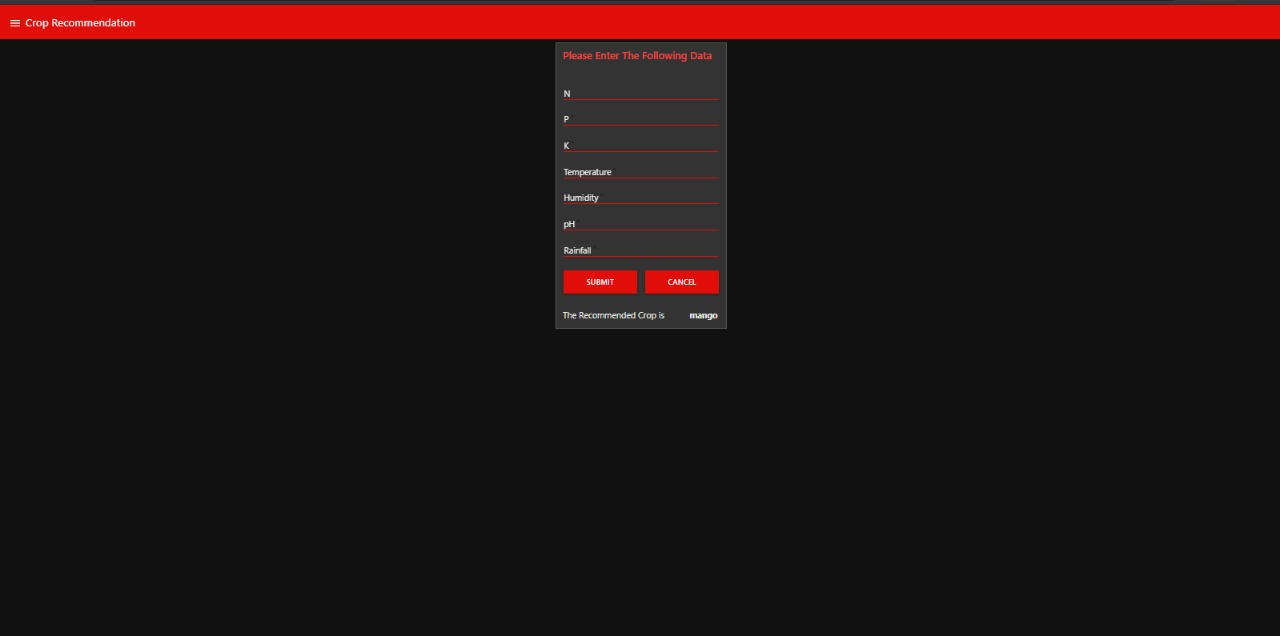 Crop Recommendation
Please Enter The Following Data
N
P
K
Temperature
Humidity
pH
Rainfall
SUBMIT CANCEL
The Recommended Crop is mango